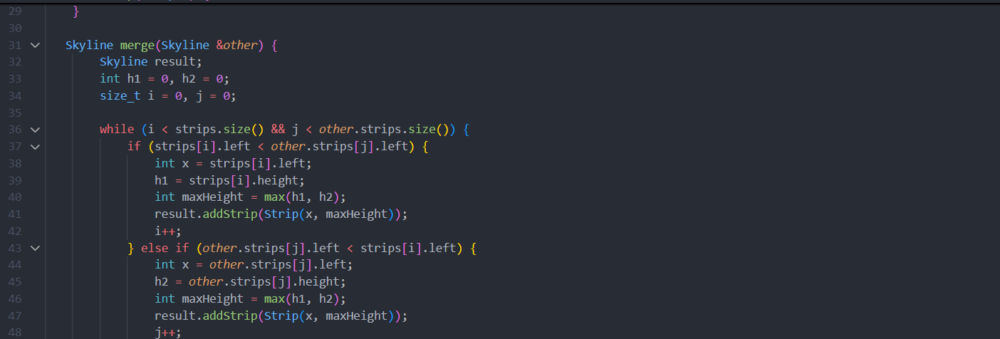 29 }
30
31 Skyline merge(Skyline &other) {
32 Skyline result;
33 int h1 = 0, h2 = 0;
34 size_t i = 0, j = 0;
35
36 while (i < strips.size() && j < other.strips.size()) {
37 if (strips[i].left < other.strips[j].left) {
38 int x = strips[i].left;
39 h1 = strips[i].height;
40 int maxHeight = max(h1, h2);
41 result.addStrip(Strip(x, maxHeight));
42 i++;
43 } else if (other.strips[j].left < strips[i].left) {
44 int x = other.strips[j].left;
45 h2 = other.strips[j].height;
46 int maxHeight = max(h1, h2);
47 result.addStrip(Strip(x, maxHeight));
48 j++;